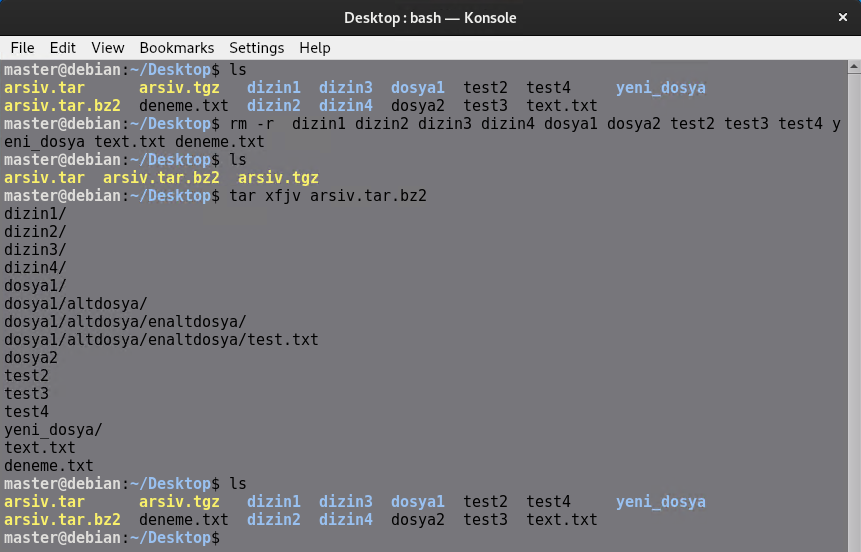 Desktop : bash — Konsole
File Edit View Bookmarks Settings Help
master@debian:~/Desktop$ ls
arsiv.tar      arsiv.tgz   dizin1  dizin3  dosya1  test2  test4     yeni_dosya
arsiv.tar.bz2  deneme.txt  dizin2  dizin4  dosya2  test3  text.txt
master@debian:~/Desktop$ rm -r  dizin1 dizin2 dizin3 dizin4 dosya1 dosya2 test2 test3 test4 y
eni_dosya text.txt deneme.txt
master@debian:~/Desktop$ ls
arsiv.tar  arsiv.tar.bz2  arsiv.tgz
master@debian:~/Desktop$ tar xfjv arsiv.tar.bz2
dizin1/
dizin2/
dizin3/
dizin4/
dosya1/
dosya1/altdosya/
dosya1/altdosya/enaltdosya/
dosya1/altdosya/enaltdosya/test.txt
dosya2
test2
test3
test4
yeni_dosya/
text.txt
deneme.txt
master@debian:~/Desktop$ ls
arsiv.tar      arsiv.tgz   dizin1  dizin3  dosya1  test2  test4     yeni_dosya
arsiv.tar.bz2  deneme.txt  dizin2  dizin4  dosya2  test3  text.txt
master@debian:~/Desktop$